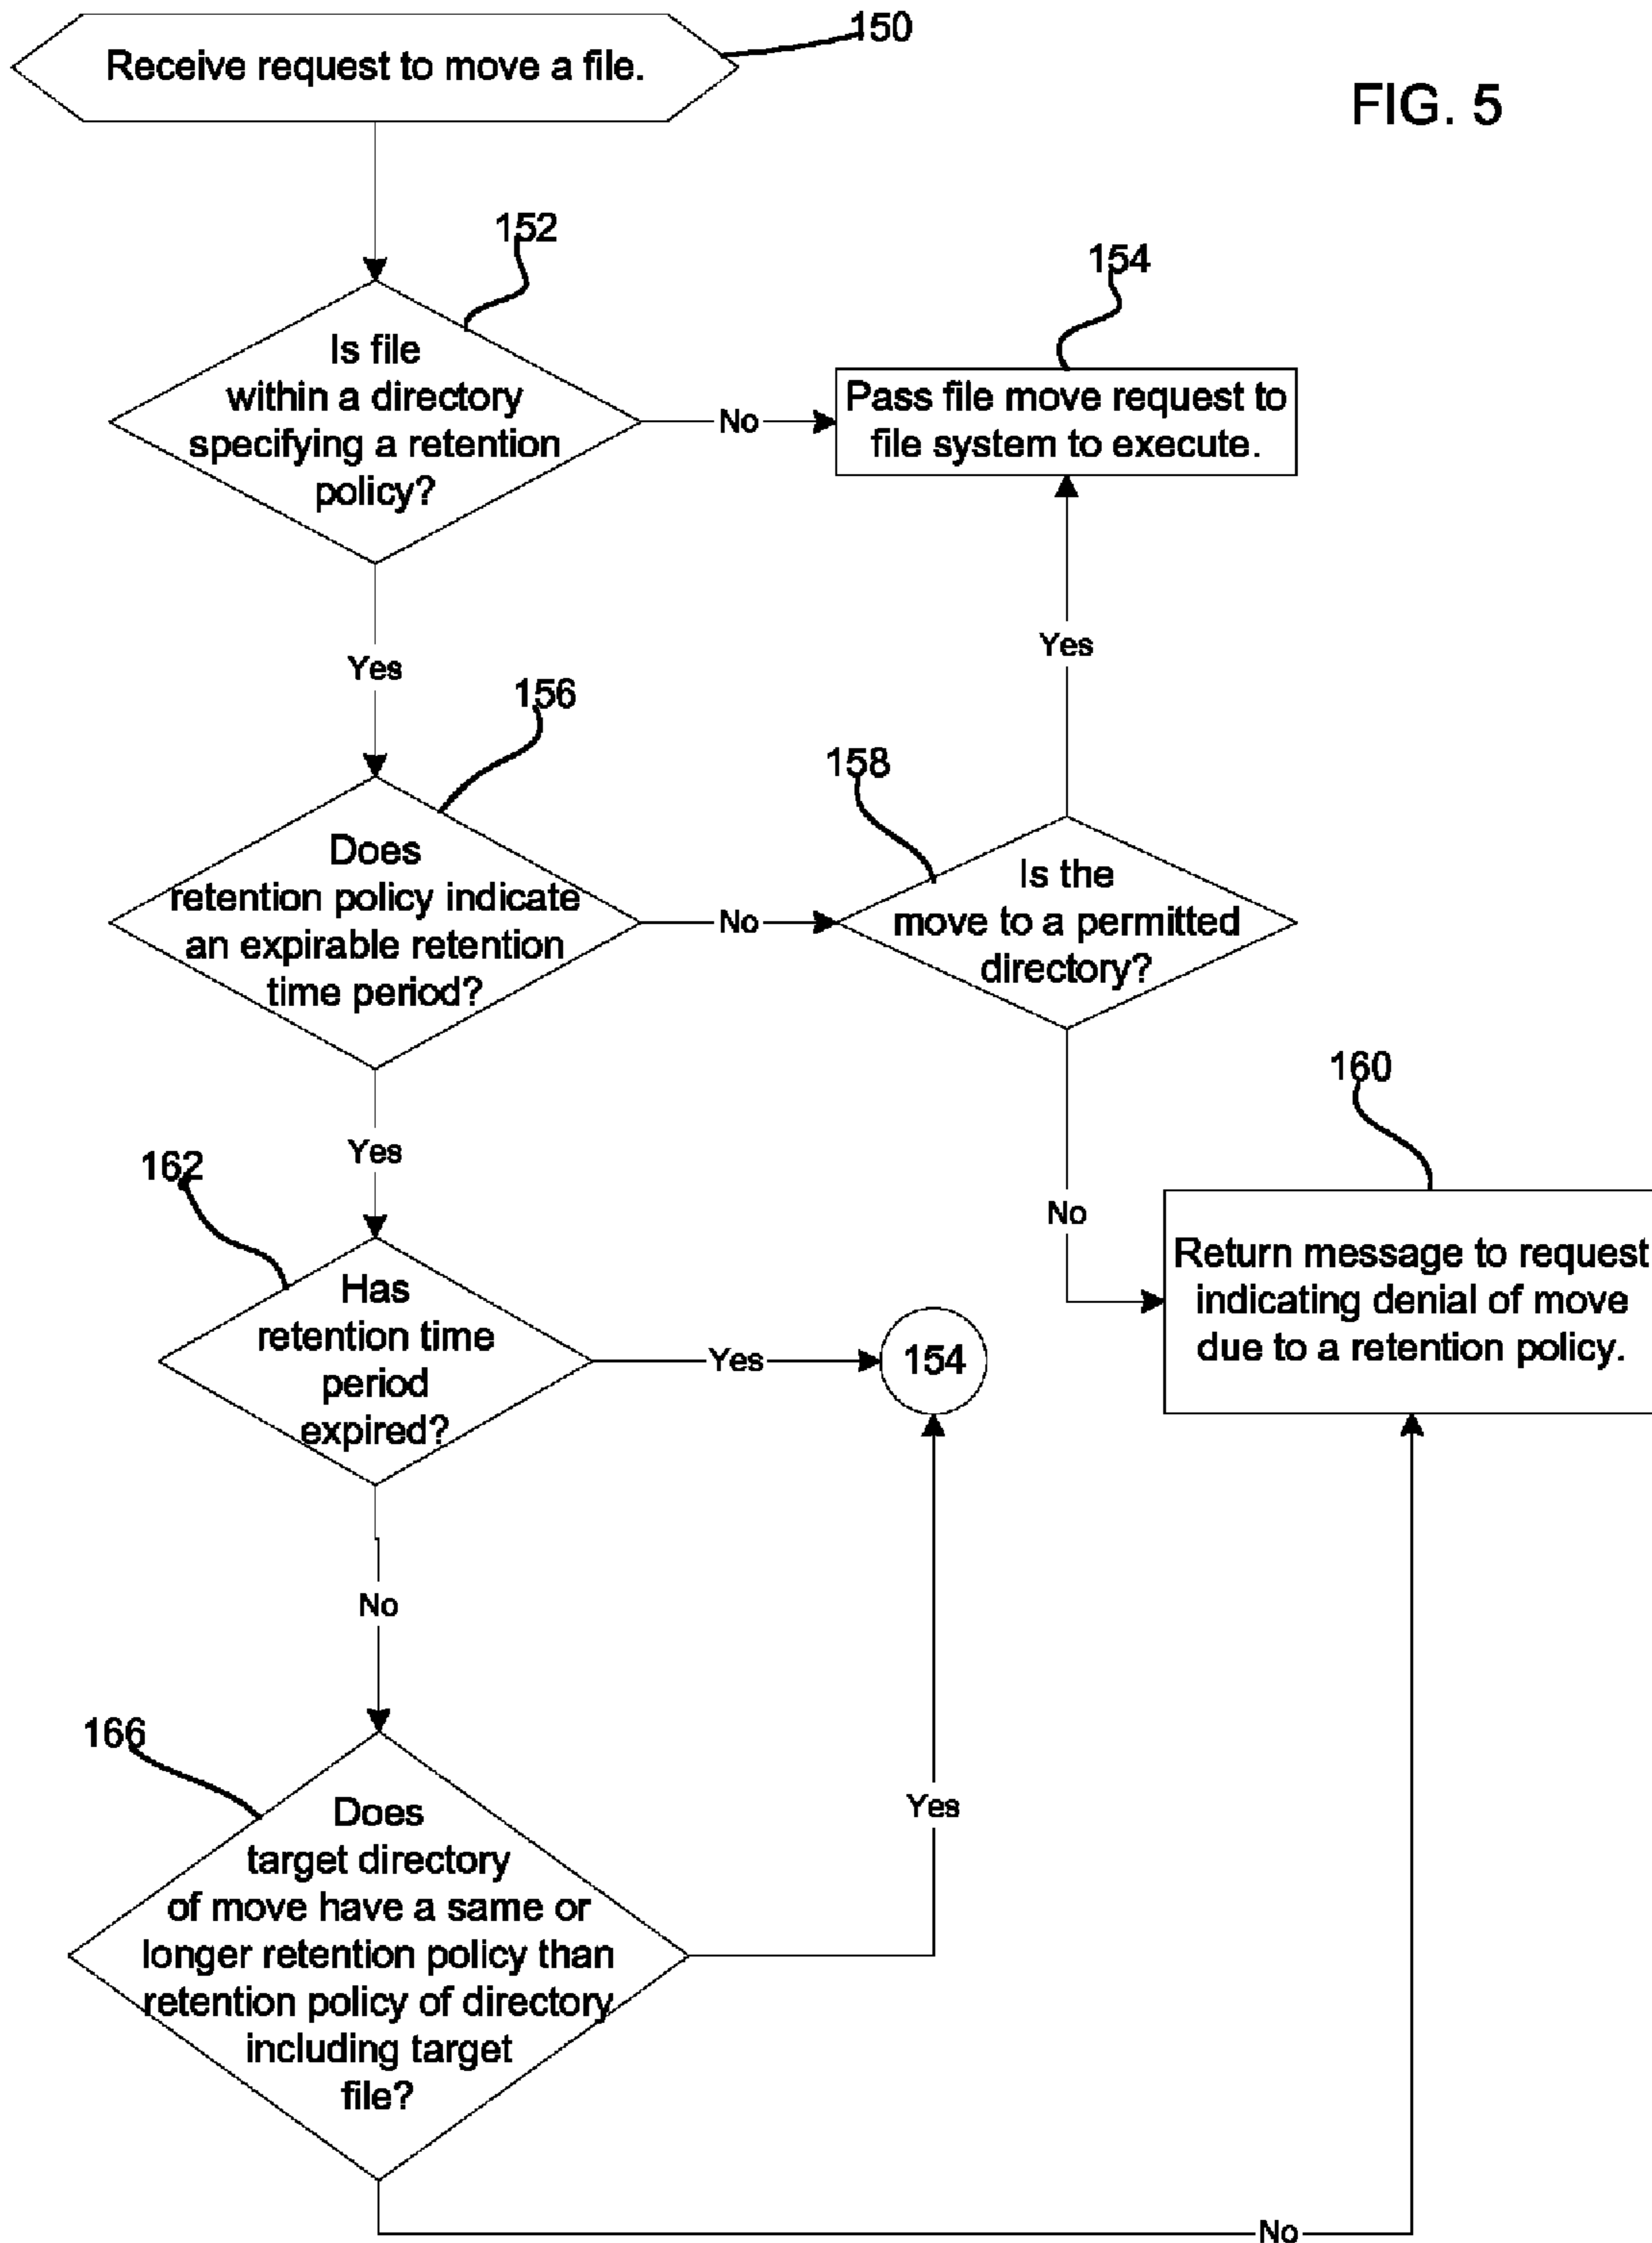 150
Receive request to move a file.
FIG. 5
152
154
Is file
within a directory
specifying a retention
policy?
No
Pass file move request to
file system to execute.
Yes
Yes
156
158
Does
retention policy indicate
an expirable retention
time period?
No
Is the
move to a permitted
directory?
160
Yes
162
No
Return message to request
indicating denial of move
due to a retention policy.
Has
retention time
period
expired?
Yes
154
No
166
Does
target directory
of move have a same or
longer retention policy than
retention policy of directory
including target
file?
Yes
No